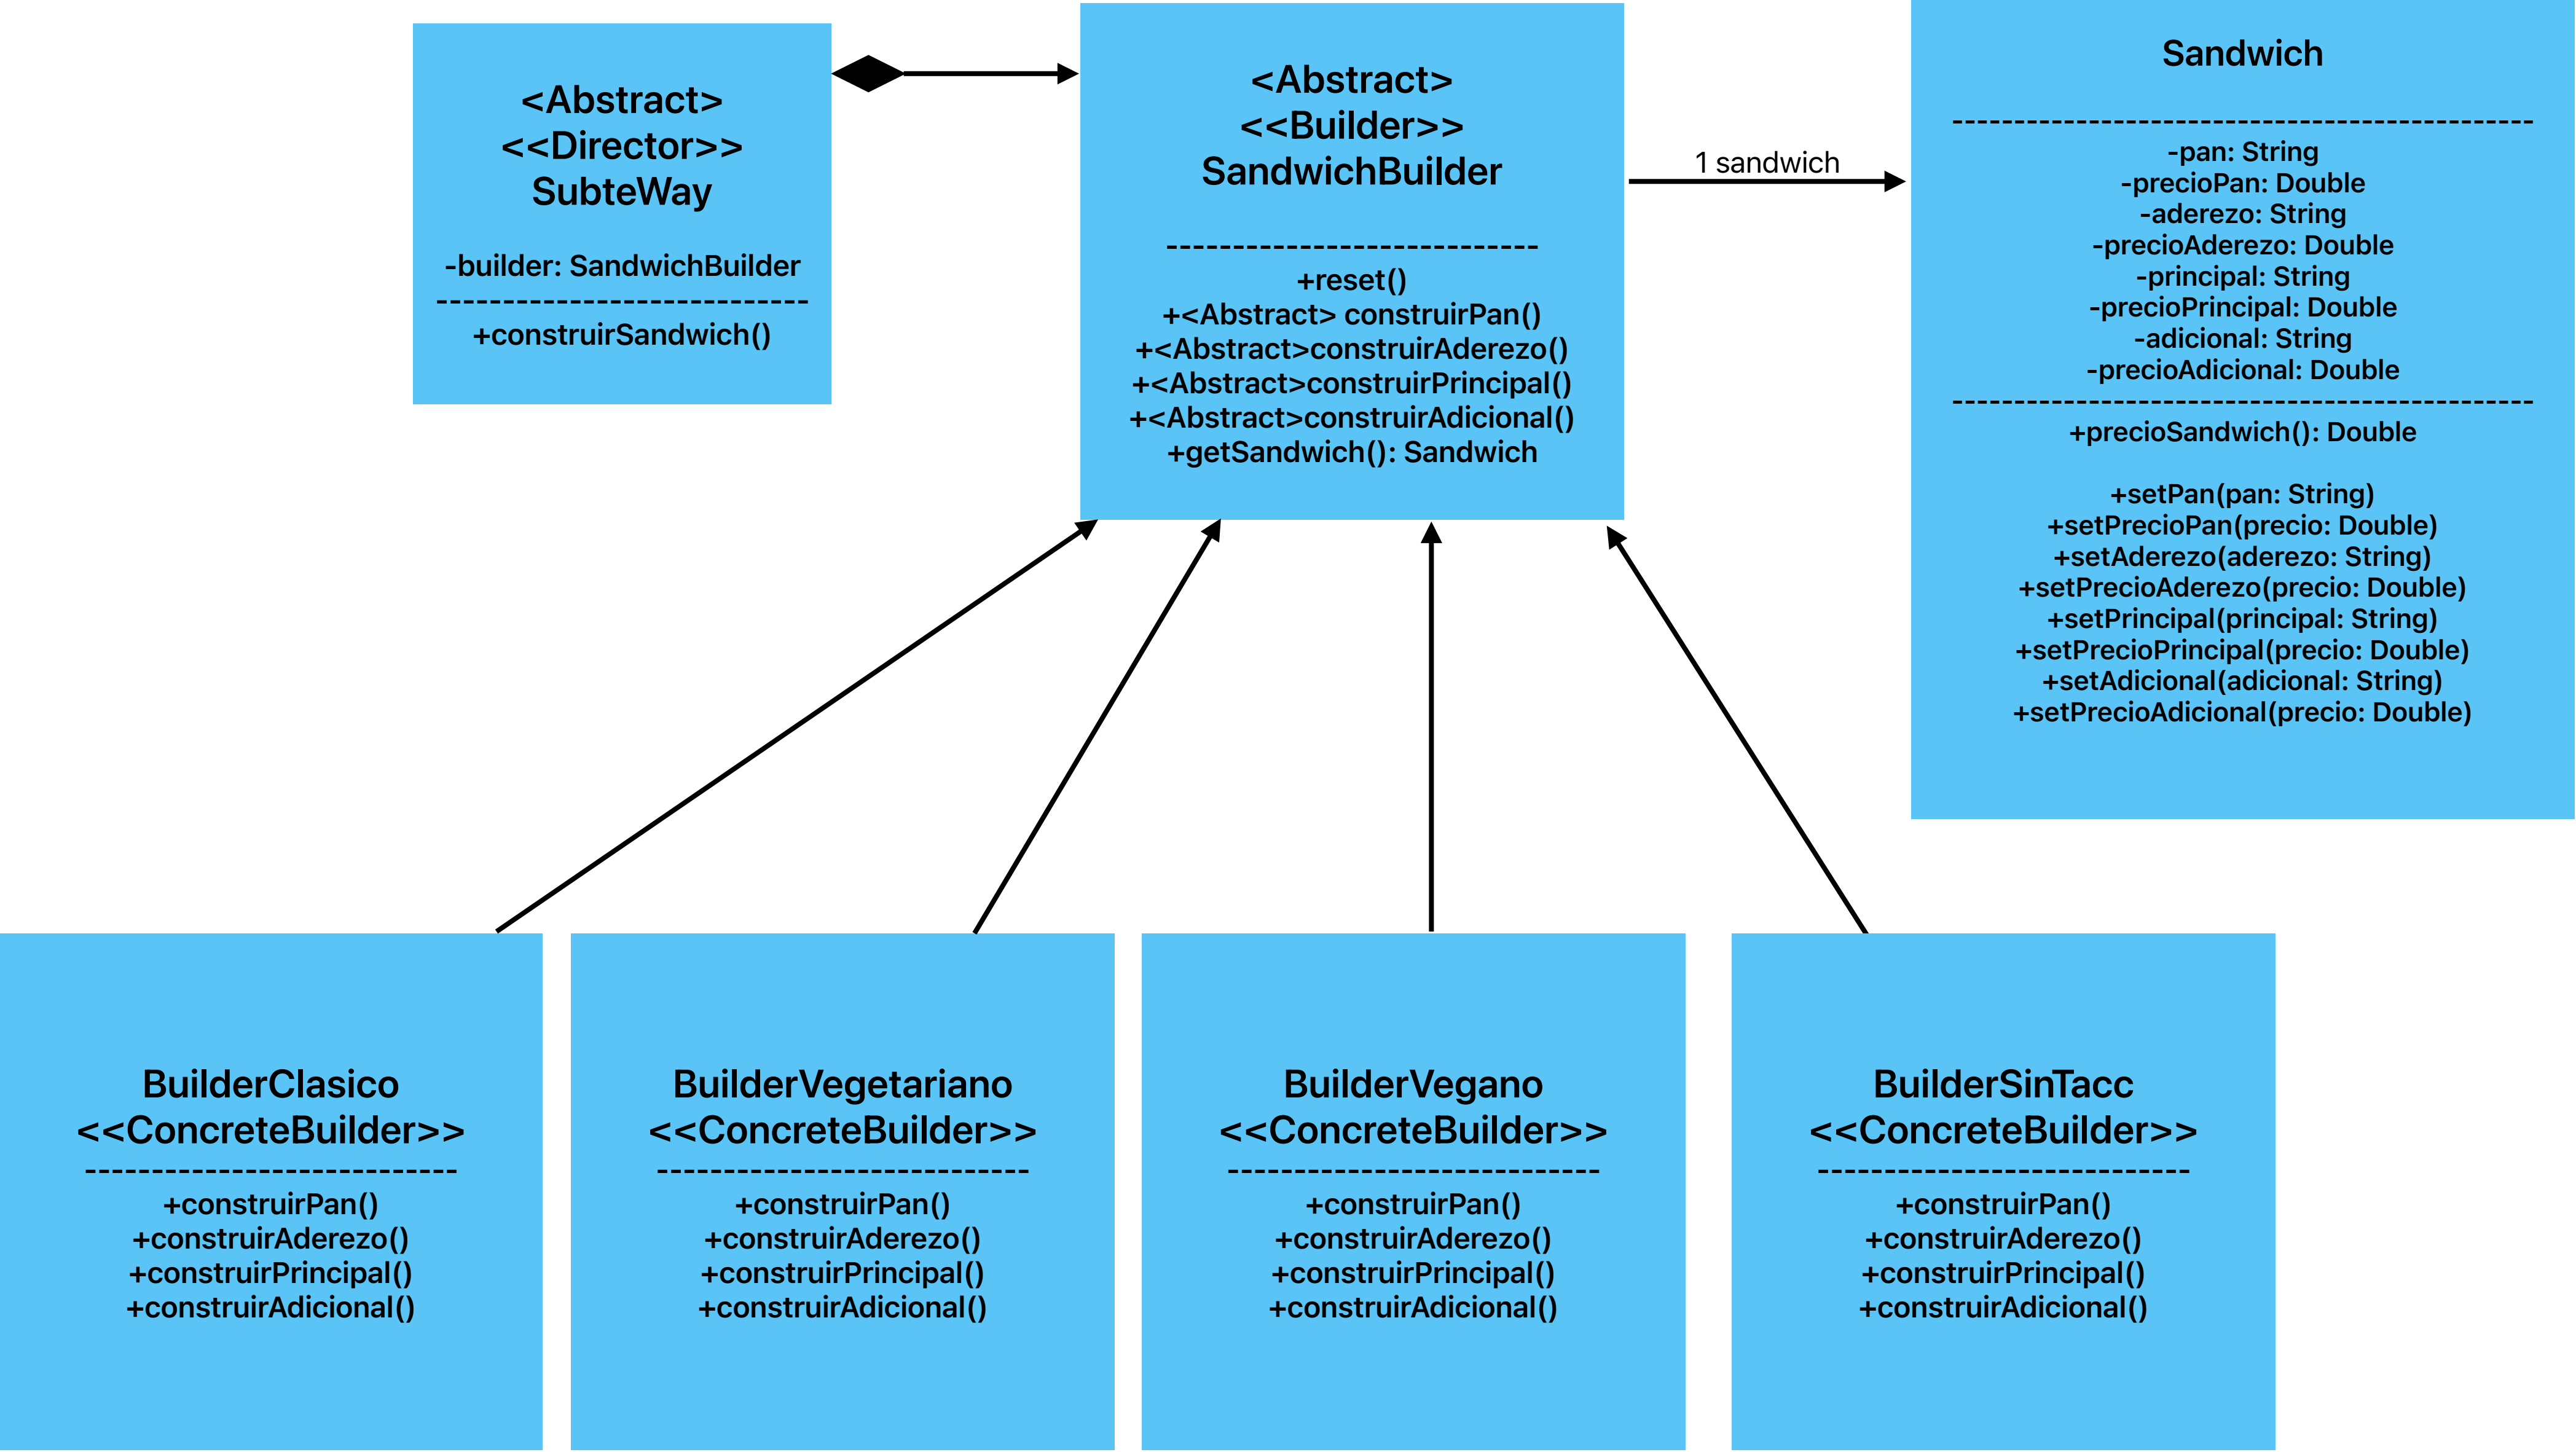 <Abstract>
<<Director>>
SubteWay
-builder: SandwichBuilder
----------------------------
+construirSandwich()
<Abstract>
<<Builder>>
SandwichBuilder
----------------------------
+reset()
+<Abstract> construirPan()
+<Abstract>construirAderezo()
+<Abstract>construirPrincipal()
+<Abstract>construirAdicional()
+getSandwich(): Sandwich
1 sandwich
Sandwich
-----------------------------------------------
-pan: String
-precioPan: Double
-aderezo: String
-precioAderezo: Double
-principal: String
-precioPrincipal: Double
-adicional: String
-precioAdicional: Double
-----------------------------------------------
+precioSandwich(): Double
+setPan(pan: String)
+setPrecioPan(precio: Double)
+setAderezo(aderezo: String)
+setPrecioAderezo(precio: Double)
+setPrincipal(principal: String)
+setPrecioPrincipal(precio: Double)
+setAdicional(adicional: String)
+setPrecioAdicional(precio: Double)
BuilderClasico
<<ConcreteBuilder>>
----------------------------
+construirPan()
+construirAderezo()
+construirPrincipal()
+construirAdicional()
BuilderVegetariano
<<ConcreteBuilder>>
----------------------------
+construirPan()
+construirAderezo()
+construirPrincipal()
+construirAdicional()
BuilderVegano
<<ConcreteBuilder>>
----------------------------
+construirPan()
+construirAderezo()
+construirPrincipal()
+construirAdicional()
BuilderSinTacc
<<ConcreteBuilder>>
----------------------------
+construirPan()
+construirAderezo()
+construirPrincipal()
+construirAdicional()